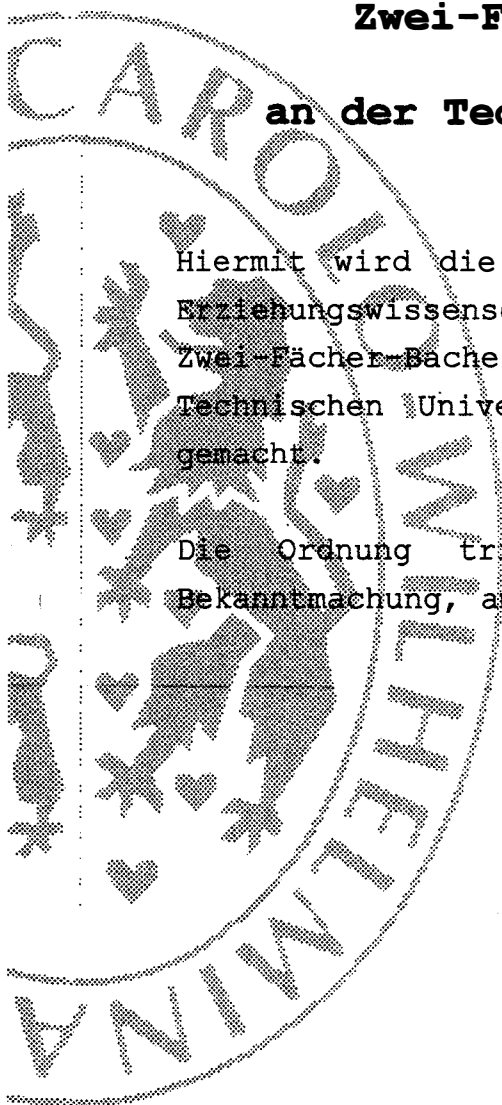 Zwei-F
an der Tec
Hiermit wird die
Erziehungswissens
Zwei-Fächer-Bache
Technischen Unive
gemacht.
Die Ordnung tri
Bekanntmachung, a
CAROLO WILHELMINA